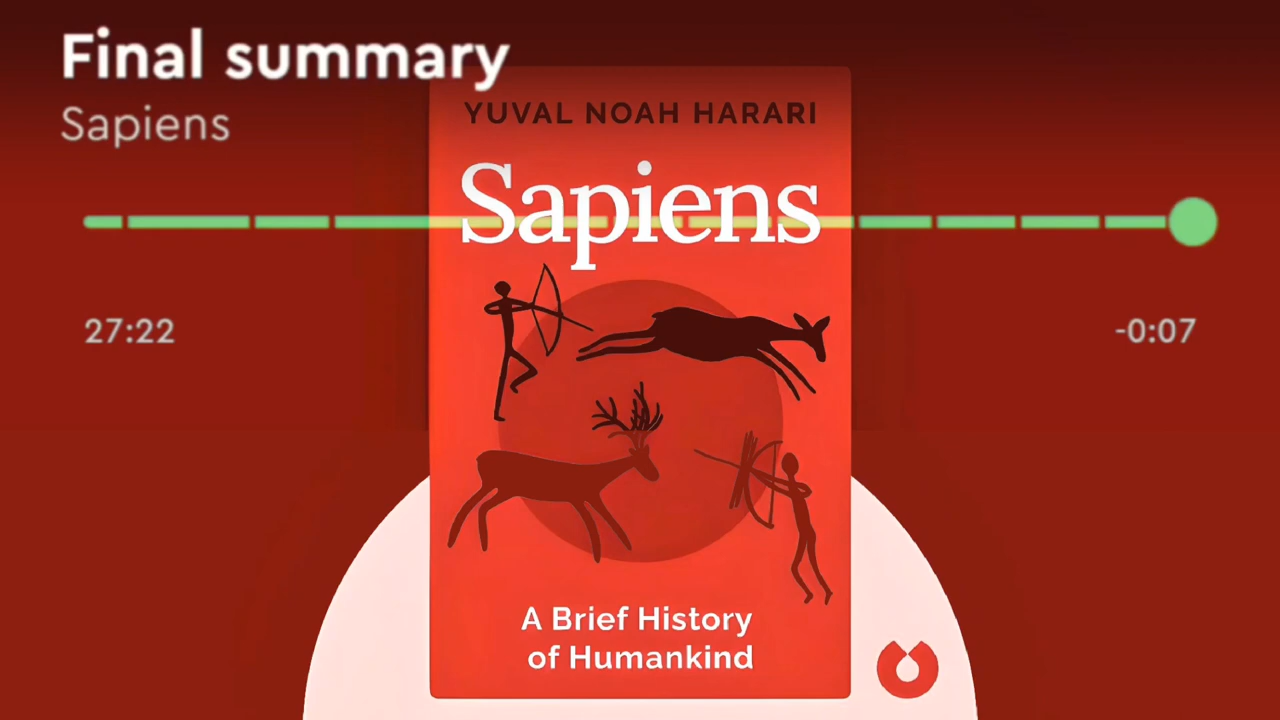 Final summary
Sapiens
YUVAL NOAH HARARI
Sapiens
27:22
-0:07
A Brief History
of Humankind